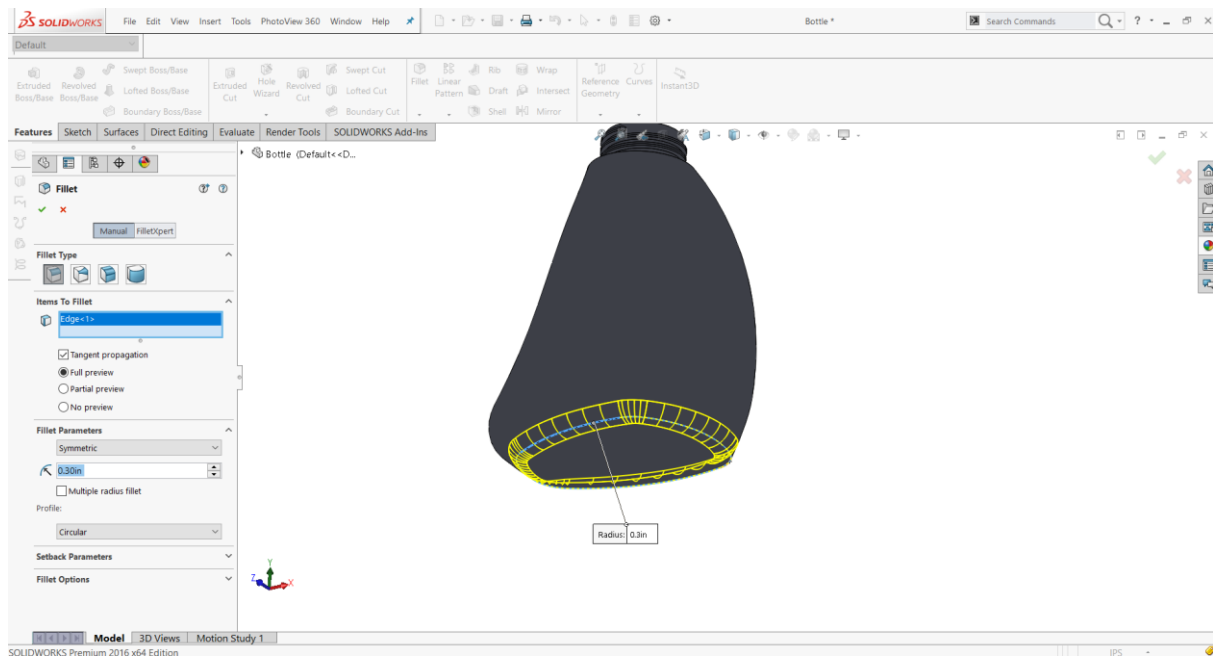 SOLIDWORKS File Edit View Insert Tools PhotoView 360 Window Help Bottle * Search Commands ?
Default
Extruded Boss/Base Revolved Boss/Base Swept Boss/Base Lofted Boss/Base Boundary Boss/Base Extruded Cut Hole Wizard Revolved Cut Swept Cut Lofted Cut Boundary Cut Fillet Linear Pattern Rib Draft Shell Wrap Intersect Mirror Reference Geometry Curves Instant3D
Features Sketch Surfaces Direct Editing Evaluate Render Tools SOLIDWORKS Add-Ins
Bottle (Default<<D...
Fillet
Manual FilletXpert
Fillet Type
Items To Fillet
Edge<1>
Tangent propagation
Full preview
Partial preview
No preview
Fillet Parameters
Symmetric
0.30in
Multiple radius fillet
Profile:
Circular
Setback Parameters
Fillet Options
Radius: 0.3in
Y
Z
X
Model 3D Views Motion Study 1
SOLIDWORKS Premium 2016 x64 Edition IPS -